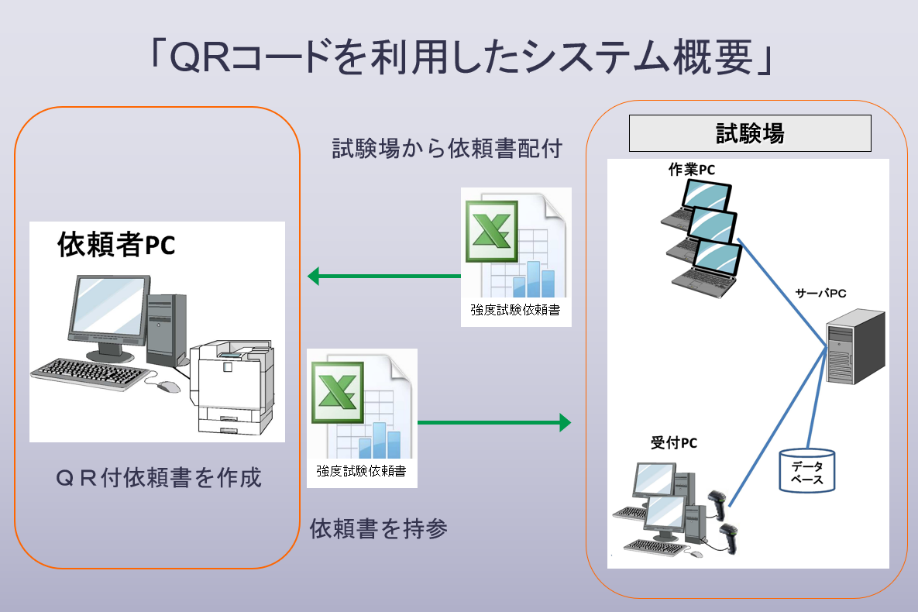 「QRコードを利用したシステム概要」
試験場
試験場から依頼書配付
作業PC
依頼者PC
サーバPC
強度試験依頼書
受付PC
データ
ベース
強度試験依頼書
QR付依頼書を作成
依頼書を持参